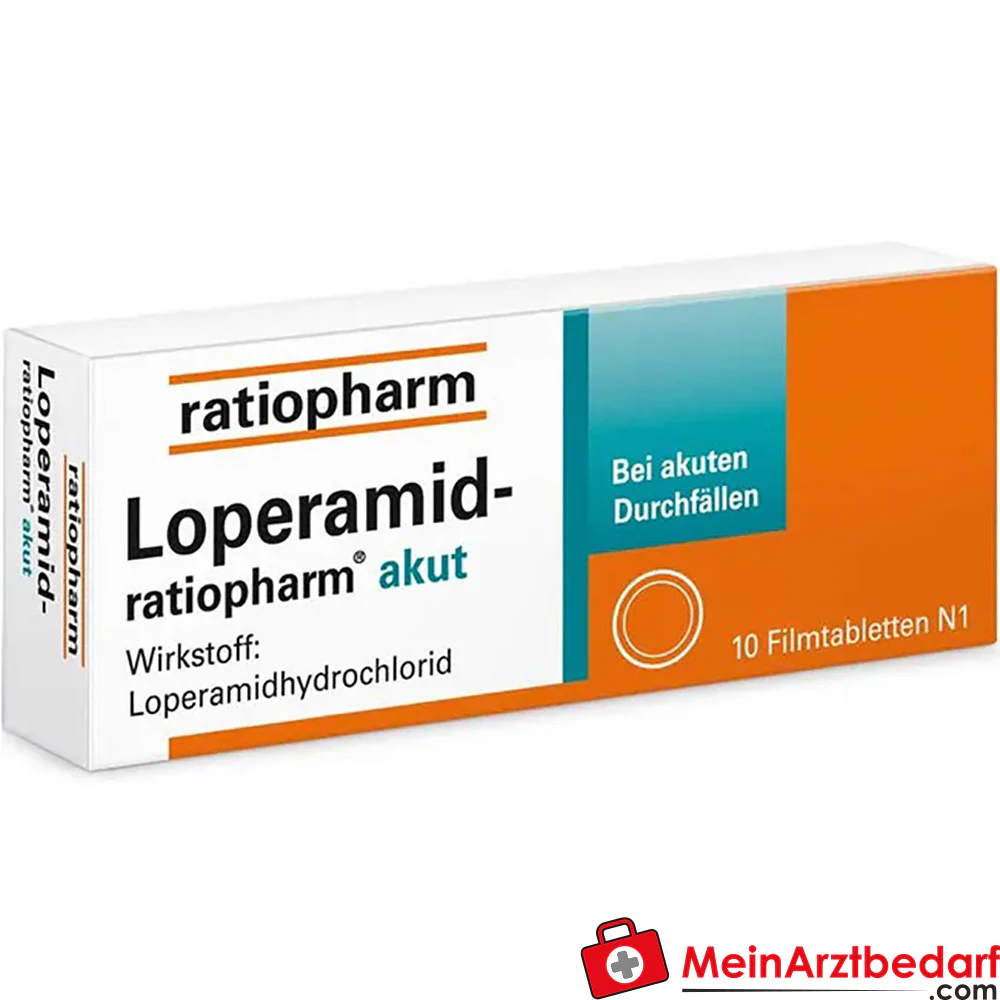 ratiopharm
Loperamid-
ratiopharm® akut
Wirkstoff:
Loperamidhydrochlorid
Bei akuten
Durchfällen
10 Filmtabletten N1
Loperamid-
ratiopharm® akut
ratiopharm
MeinArztbedarf
.com